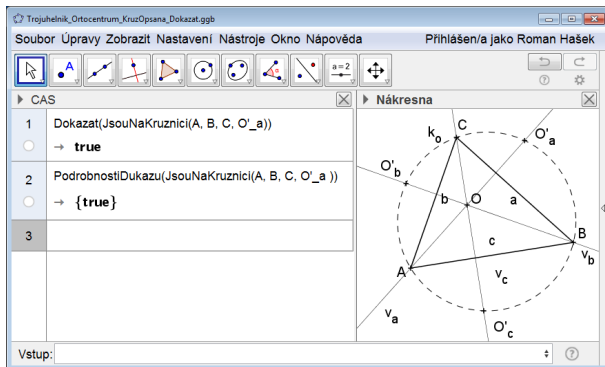 Trojuhelnik_Ortocentrum_KruzOpsana_Dokazat.ggb
Soubor Úpravy Zobrazit Nastavení Nástroje Okno Nápověda Přihlášen/a jako Roman Hašek
A
a=2
CAS
Nákresna
1 Dokazat(JsouNaKruznici(A, B, C, O'_a))
→ true
2 PodrobnostiDukazu(JsouNaKruznici(A, B, C, O'_a ))
→ {true}
3
k_o C O'_a
O'_b
b O a
c B
v_b
A v_c
v_a O'_c
Vstup: